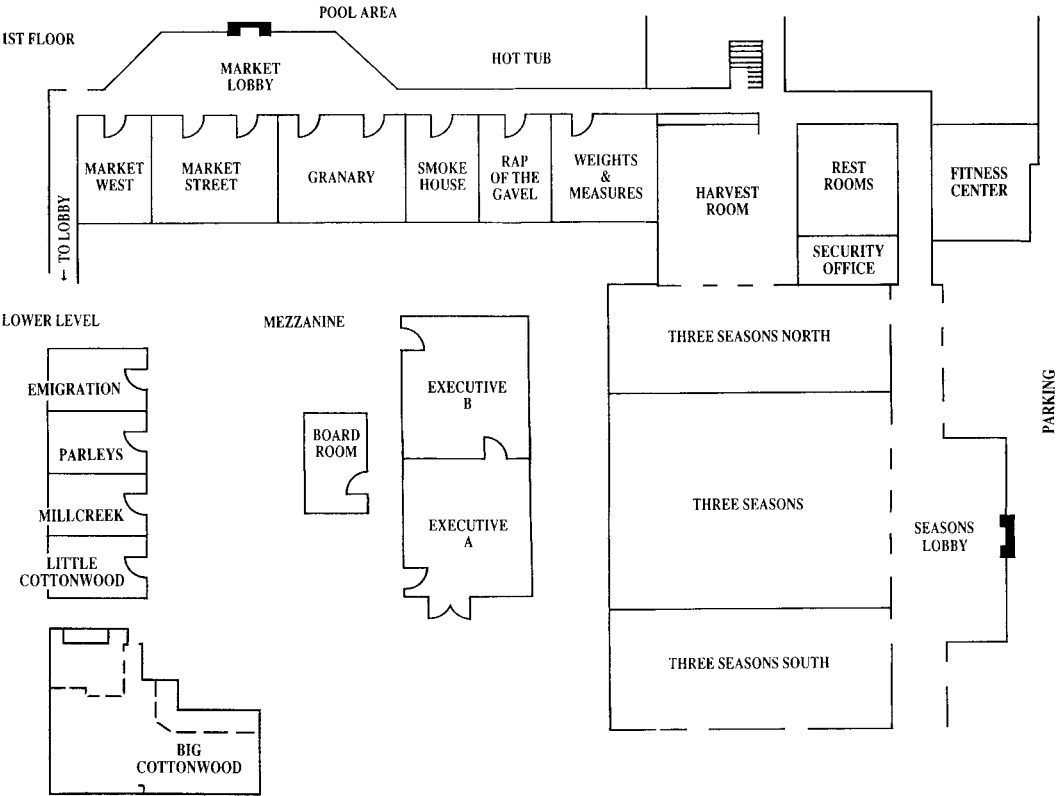 POOL AREA
1ST FLOOR
HOT TUB
MARKET
LOBBY
MARKET
WEST
MARKET
STREET
GRANARY
SMOKE
HOUSE
RAP
OF THE
GAVEL
WEIGHTS
&
MEASURES
HARVEST
ROOM
REST
ROOMS
FITNESS
CENTER
SECURITY
OFFICE
← TO LOBBY
LOWER LEVEL
MEZZANINE
THREE SEASONS NORTH
EMIGRATION
EXECUTIVE
B
PARKING
BOARD
ROOM
PARLEYS
THREE SEASONS
MILLCREEK
EXECUTIVE
A
SEASONS
LOBBY
LITTLE
COTTONWOOD
THREE SEASONS SOUTH
BIG
COTTONWOOD